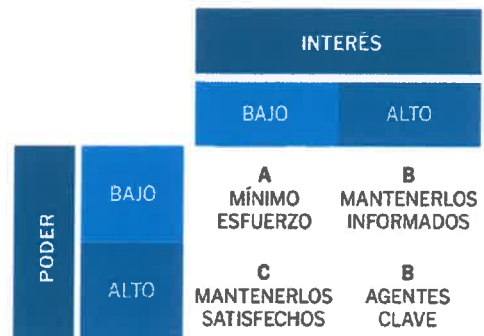 INTERÉS
BAJO ALTO
PODER
BAJO
A
MÍNIMO
ESFUERZO
B
MANTENERLOS
INFORMADOS
ALTO
C
MANTENERLOS
SATISFECHOS
B
AGENTES
CLAVE